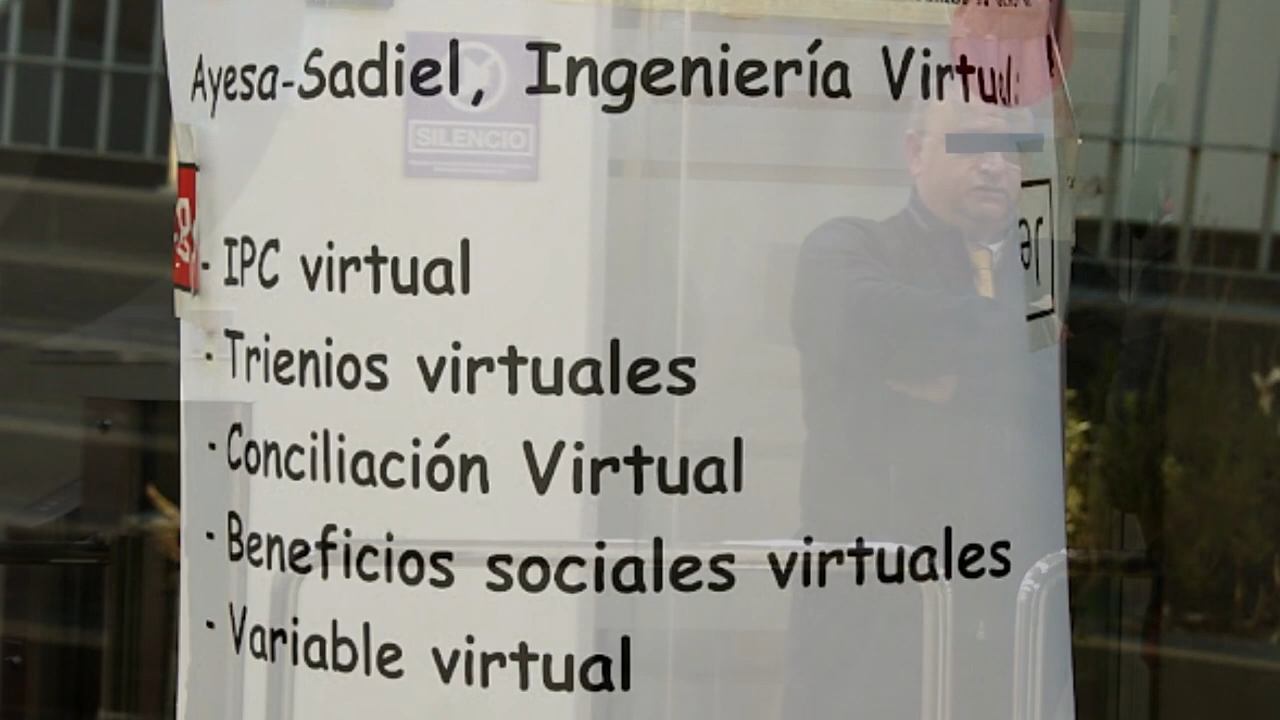 Ayesa-Sadiel, Ingeniería Virtual:
SILENCIO
- IPC virtual
- Trienios virtuales
- Conciliación Virtual
- Beneficios sociales virtuales
- Variable virtual